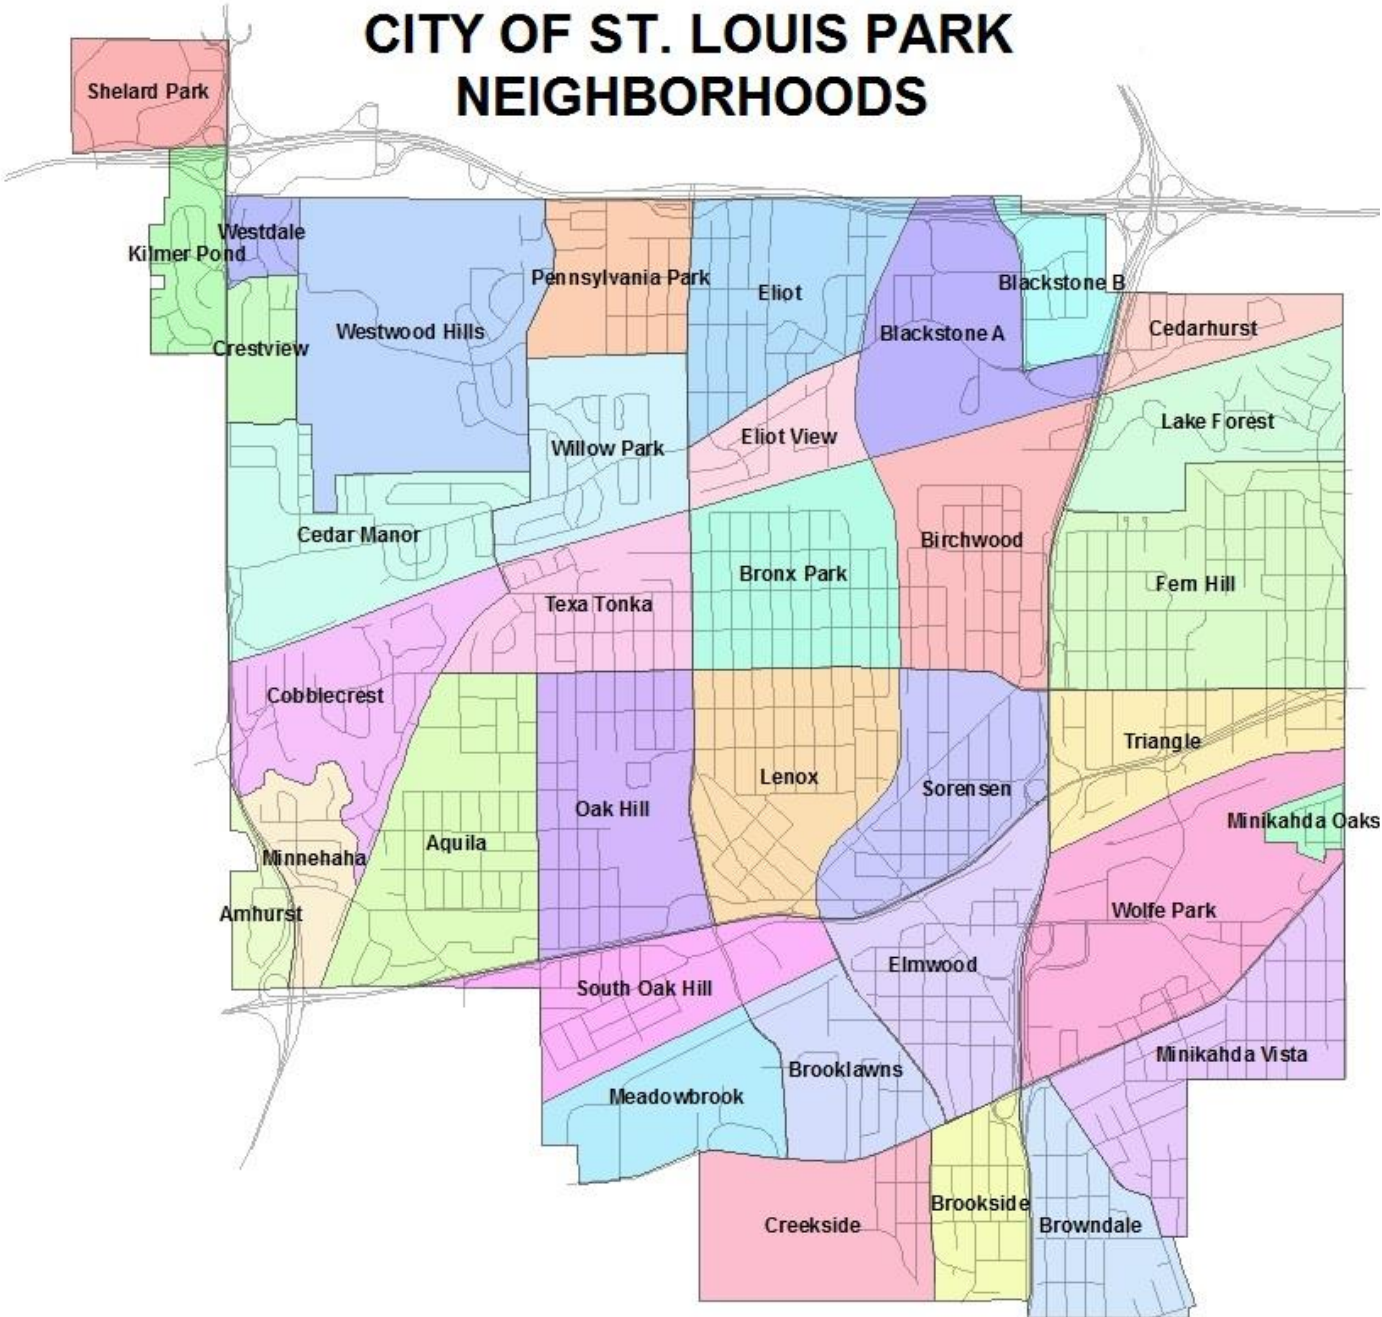 CITY OF ST. LOUIS PARK
NEIGHBORHOODS
Shelard Park
Westdale
Kilmer Pond
Pennsylvania Park
Eliot
Blackstone B
Westwood Hills
Blackstone A
Cedarhurst
Crestview
Lake Forest
Eliot View
Willow Park
Cedar Manor
Birchwood
Bronx Park
Fern Hill
Texa Tonka
Cobblecrest
Triangle
Lenox
Sorensen
Oak Hill
Minikahda Oaks
Aquila
Minnehaha
Amhurst
Wolfe Park
Elmwood
South Oak Hill
Minikahda Vista
Brooklawns
Meadowbrook
Brookside
Creekside
Browndale